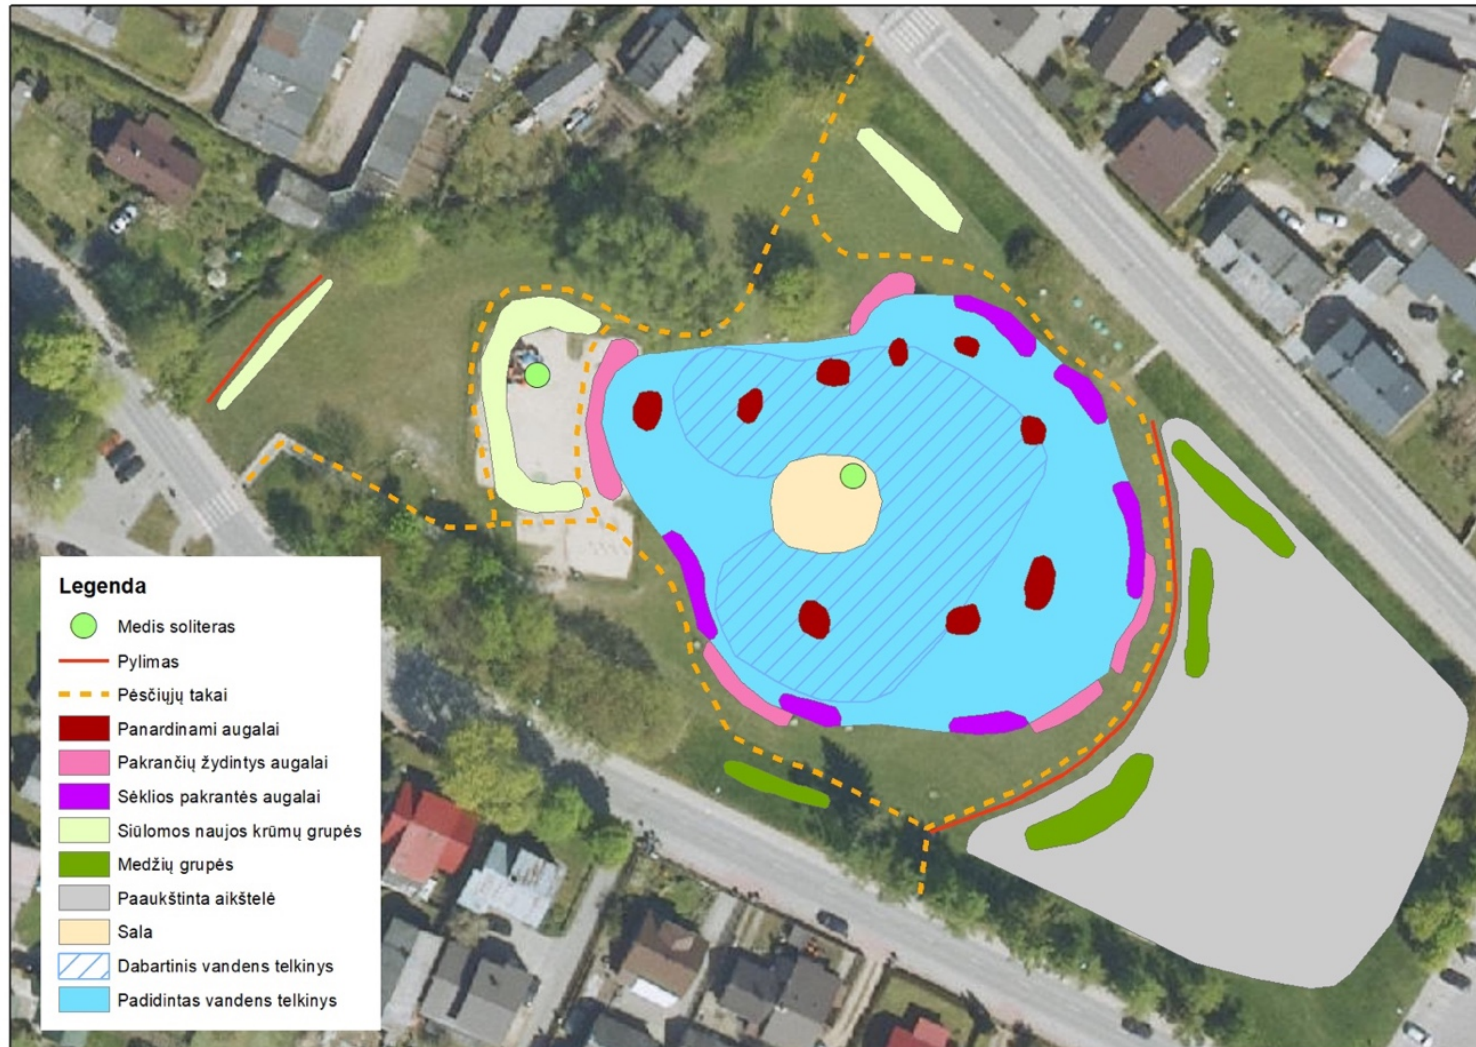 Legenda
Medis soliteras
Pylimas
Pėsčiųjų takai
Panardinami augalai
Pakrančių žydintys augalai
Sėklios pakrantės augalai
Siūlomos naujos krūmų grupės
Medžių grupės
Paaukštinta aikštelė
Sala
Dabartinis vandens telkinys
Padidintas vandens telkinys